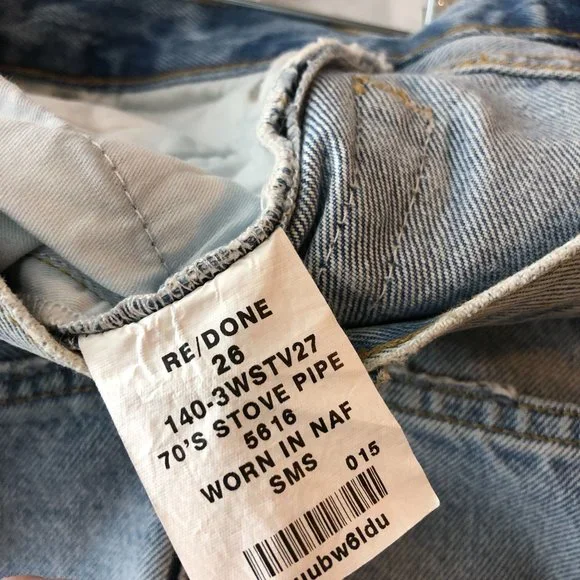 RE/DONE
26
140-3WSTV27
70'S STOVE PIPE
5616
WORN IN NAF
SMS 015